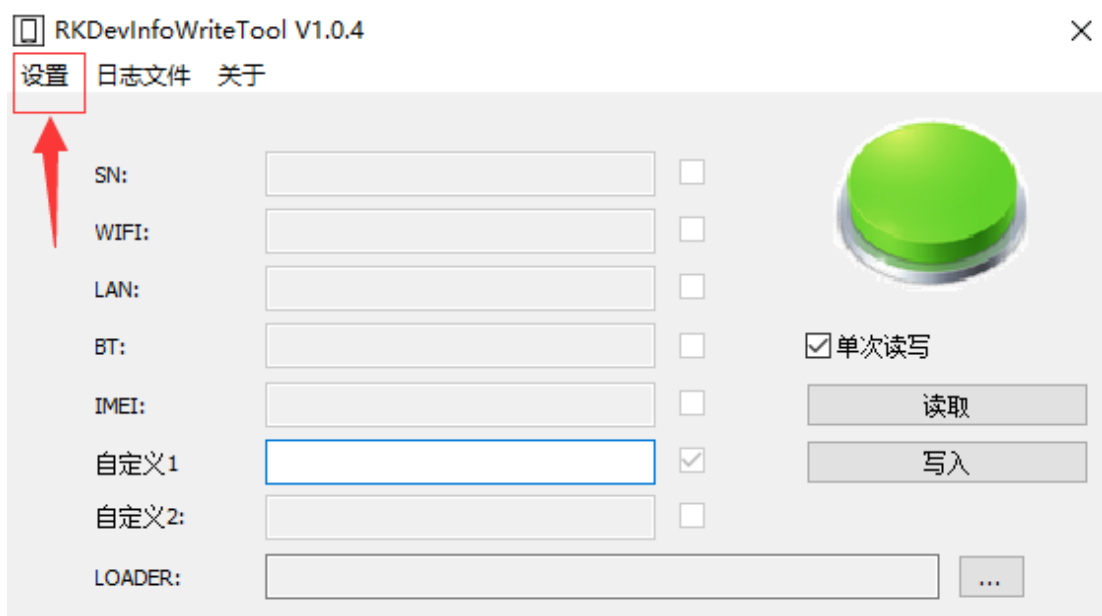 RKDevInfoWriteTool V1.0.4
设置 日志文件 关于
SN:
WIFI:
LAN:
BT:
单次读写
IMEI:
读取
自定义1
写入
自定义2:
LOADER:
...